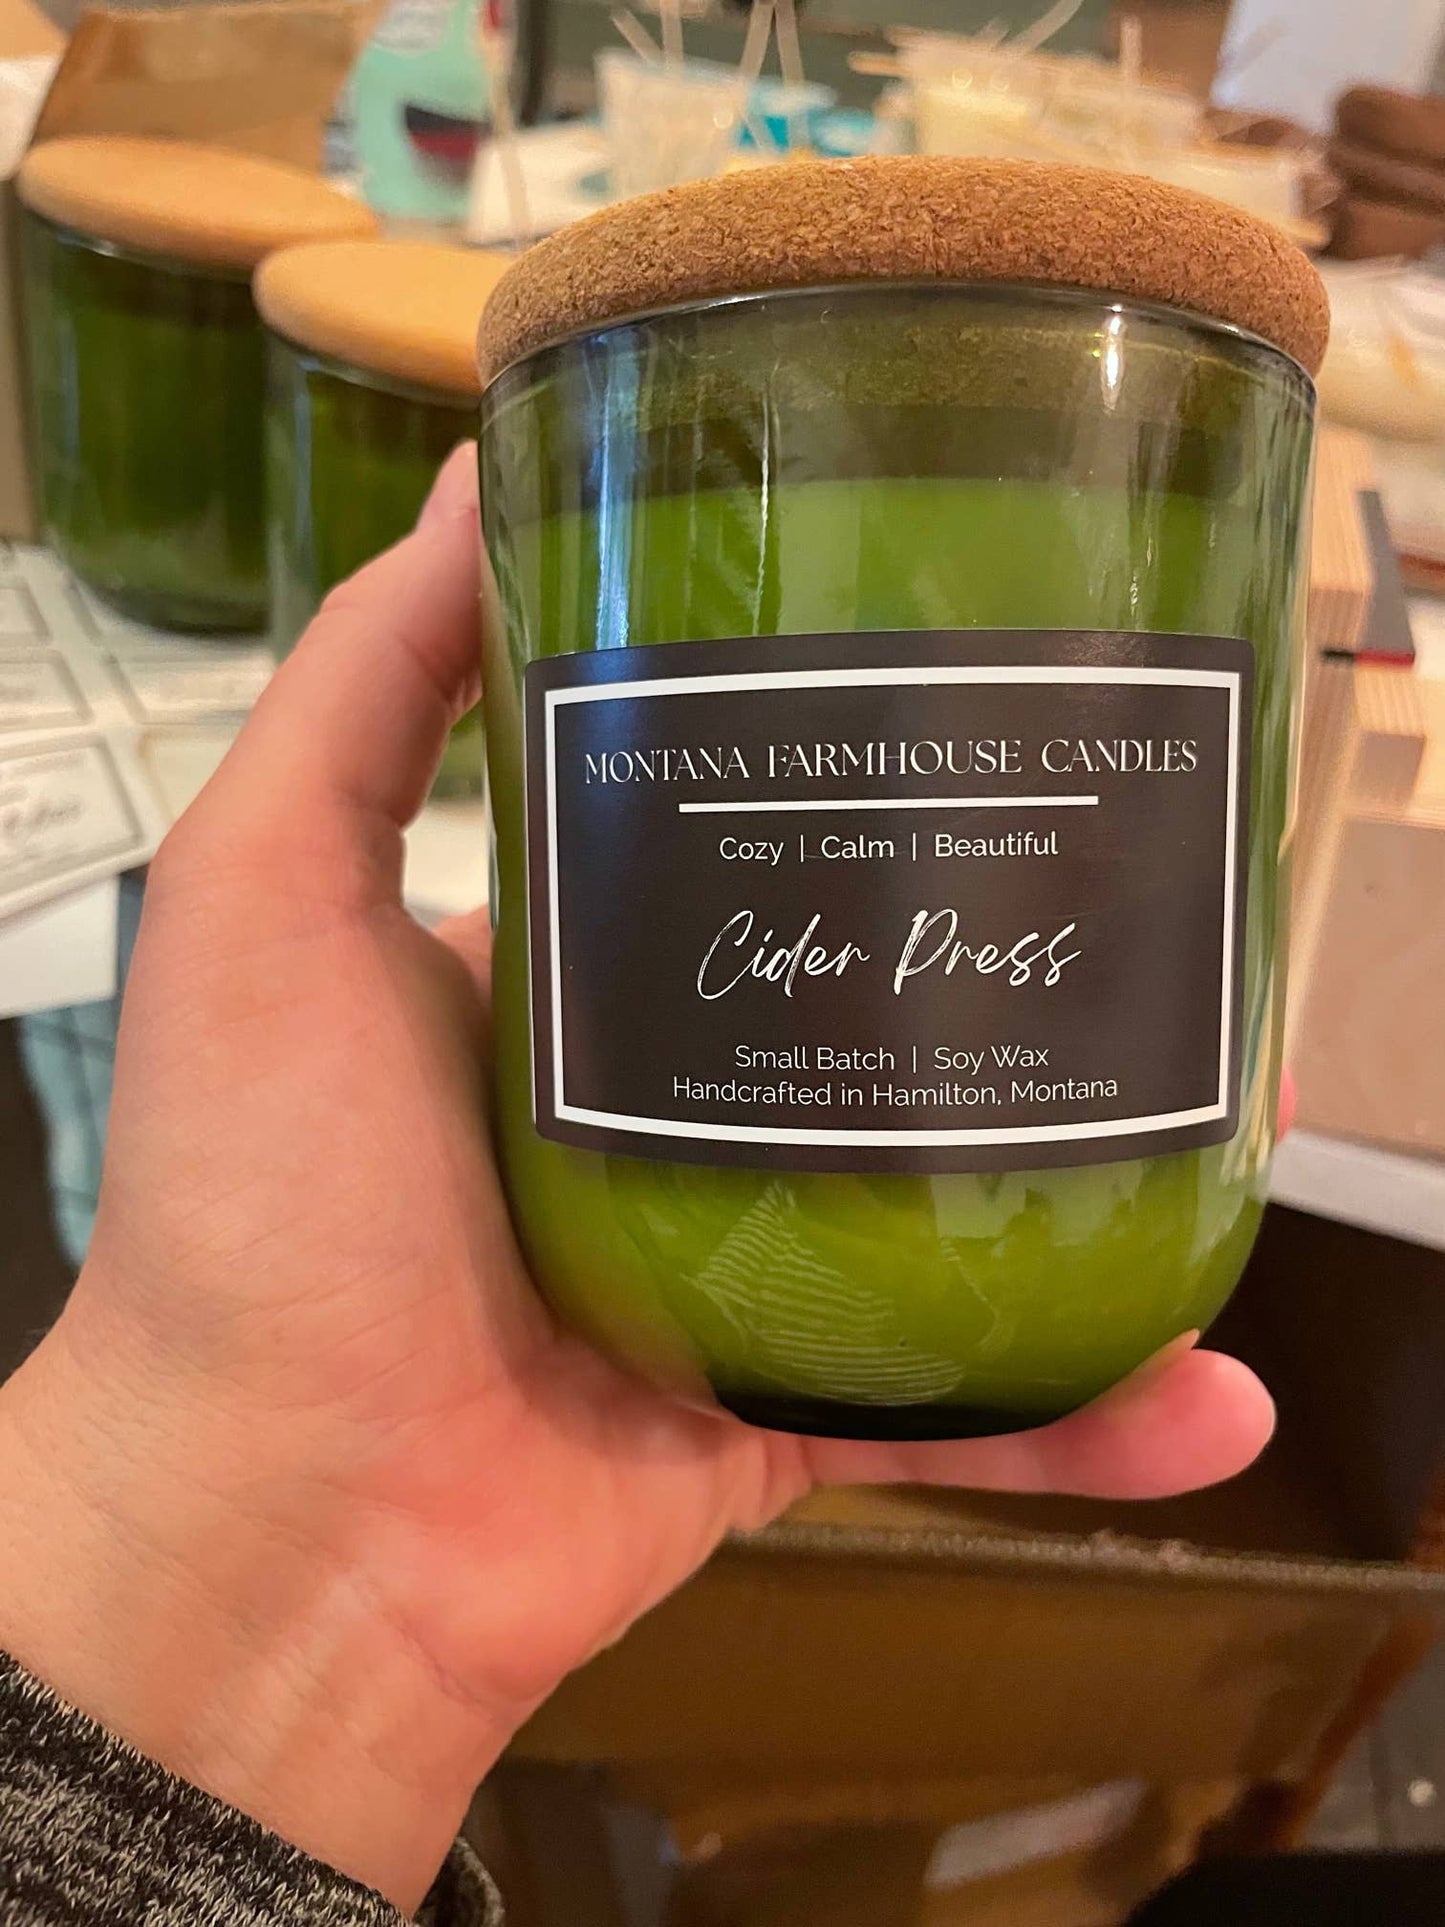 MONTANA FARMHOUSE CANDLES
Cozy | Calm | Beautiful
Cider Press
Small Batch | Soy Wax
Handcrafted in Hamilton, Montana